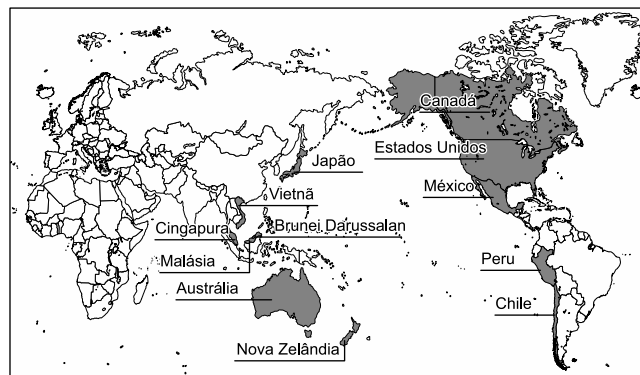 Canadá
Estados Unidos
Japão
México
Vietnã
Cingapura
Brunei Darussalan
Malásia
Peru
Austrália
Chile
Nova Zelândia